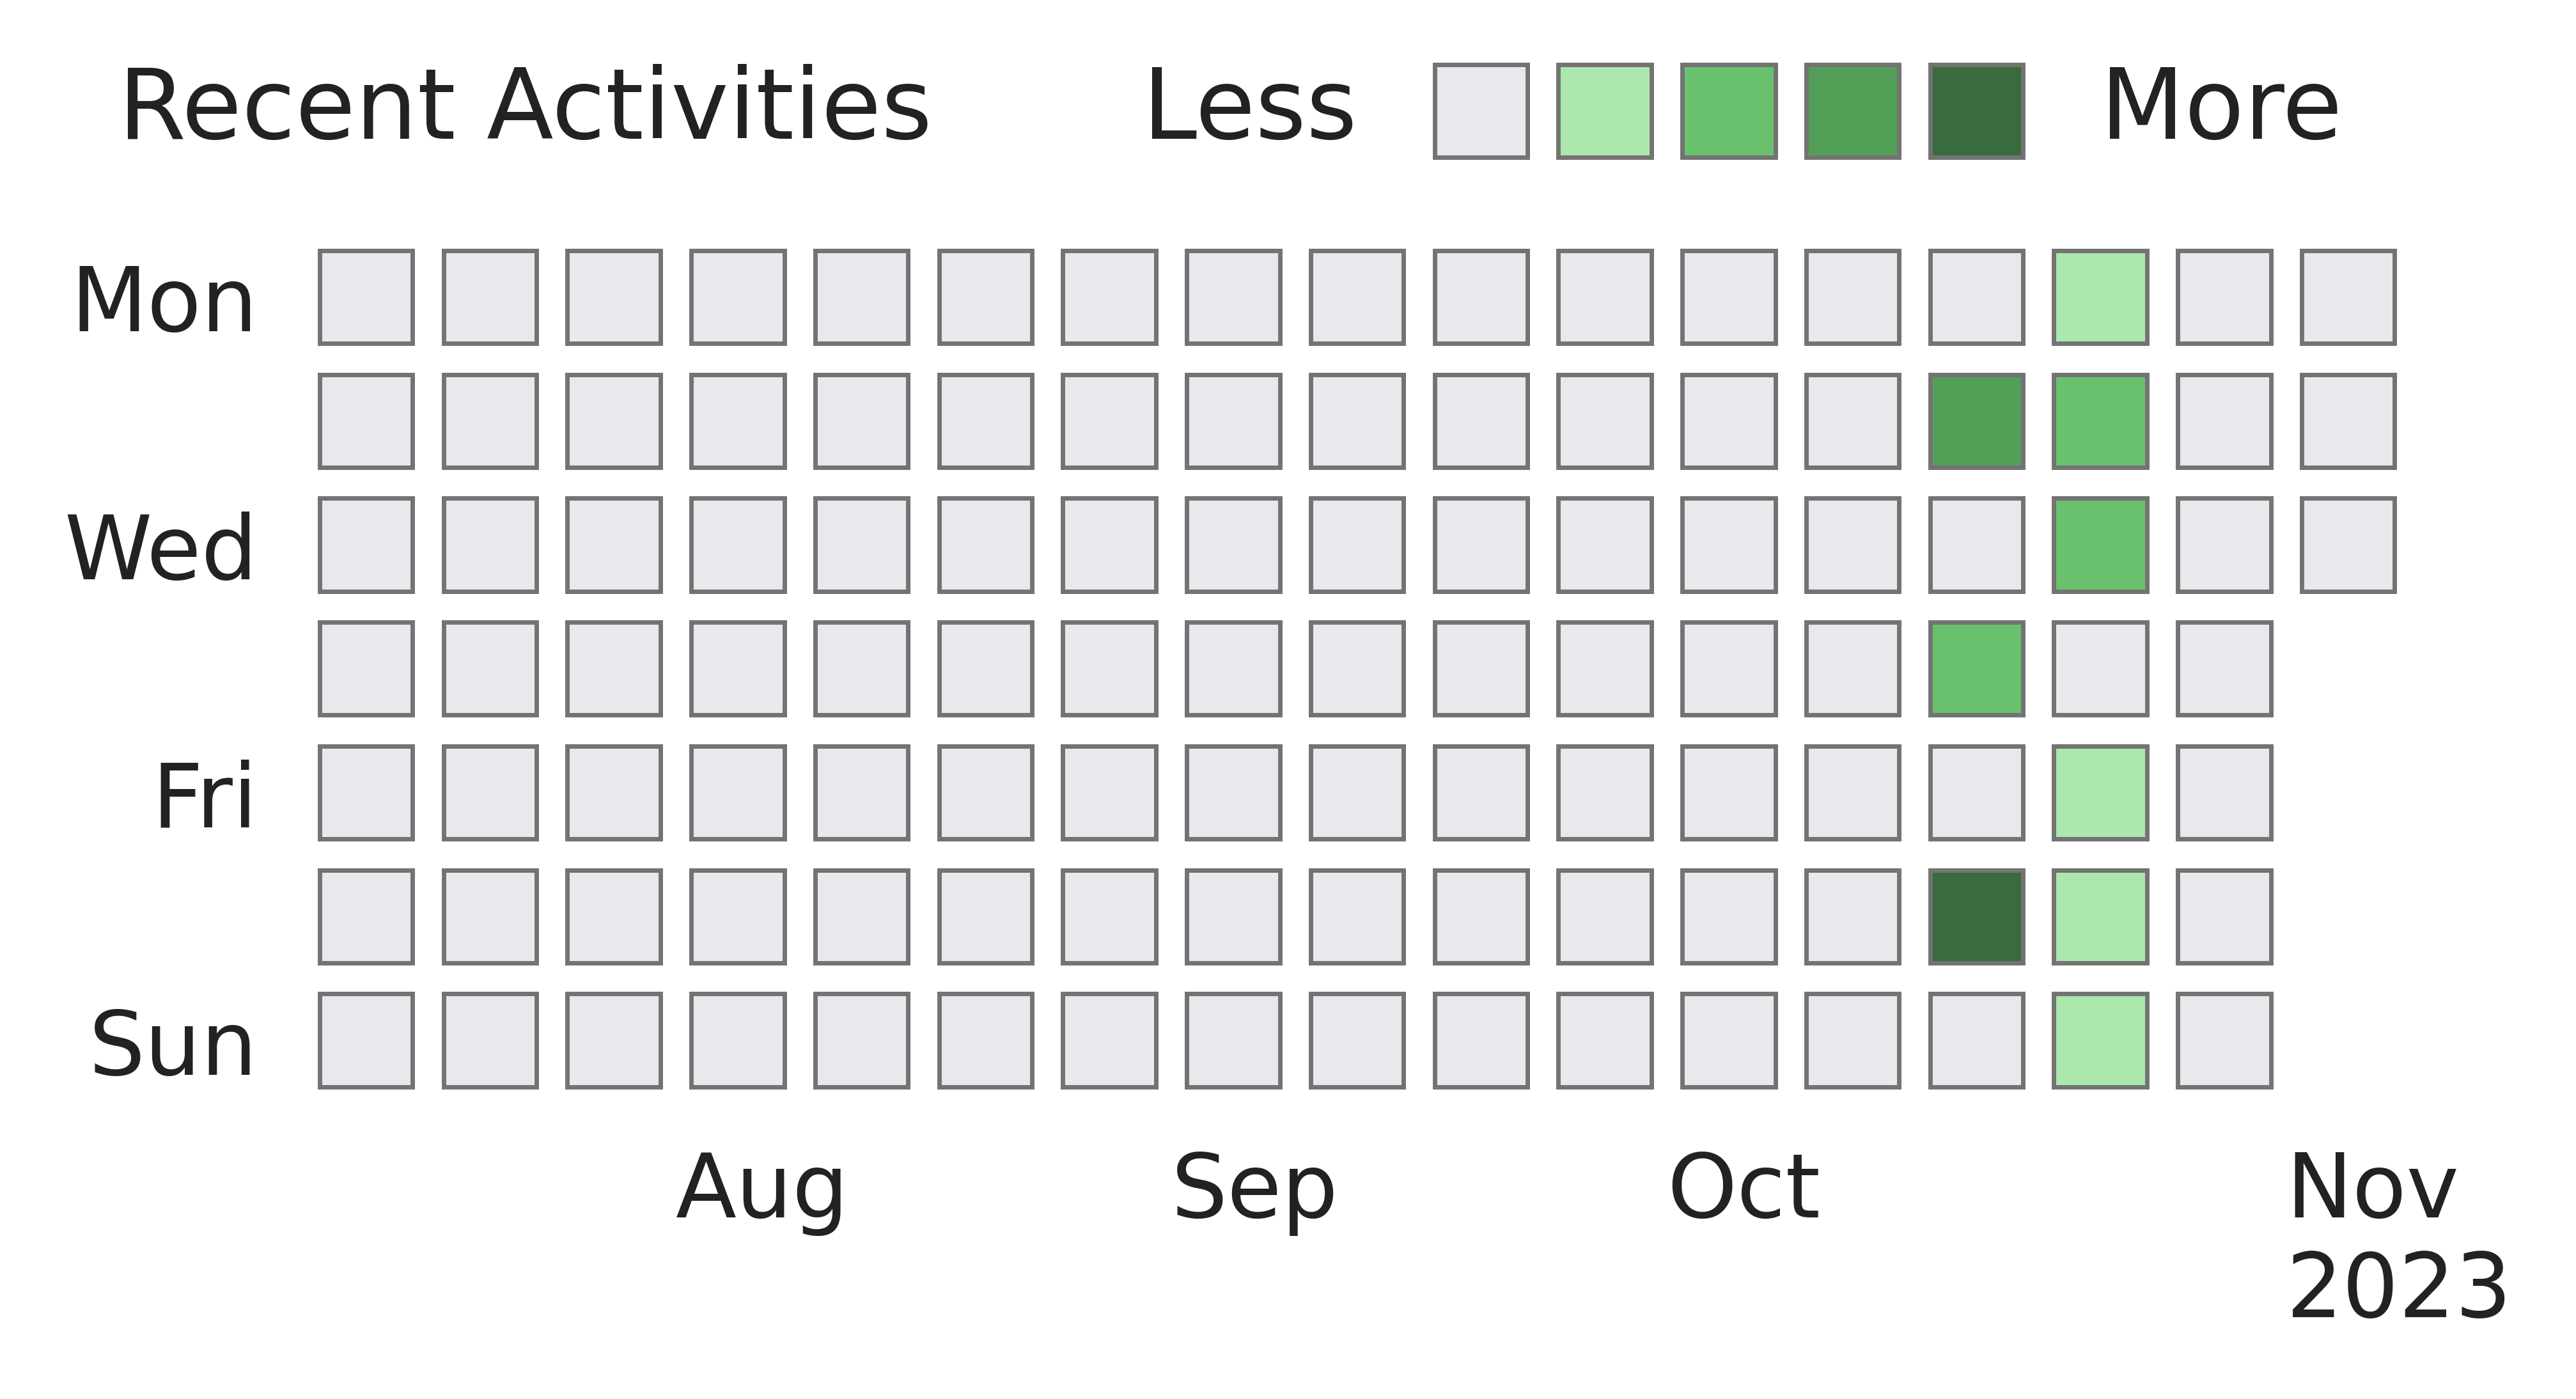 Recent Activities Less More
Mon
Wed
Fri
Sun
Aug Sep Oct Nov
2023